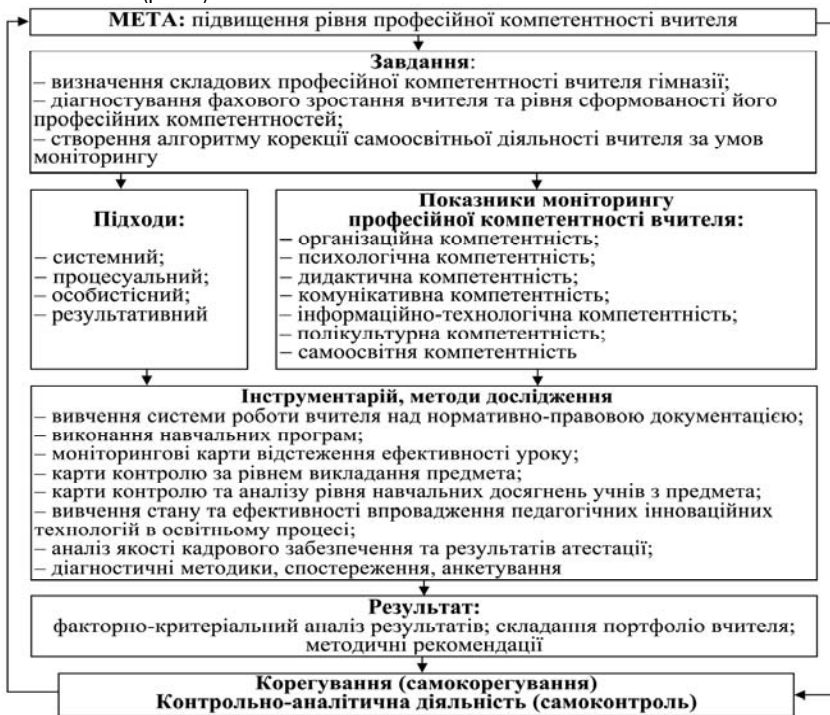 МЕТА: підвищення рівня професійної компетентності вчителя
Завдання:
– визначення складових професійної компетентності вчителя гімназії;
– діагностування фахового зростання вчителя та рівня сформованості його
професійних компетентностей;
– створення алгоритму корекції самоосвітньої діяльності вчителя за умов
моніторингу
Підходи:
– системний;
– процесуальний;
– особистісний;
– результативний
Показники моніторингу
професійної компетентності вчителя:
– організаційна компетентність;
– психологічна компетентність;
– дидактична компетентність;
– комунікативна компетентність;
– інформаційно-технологічна компетентність;
– полікультурна компетентність;
– самоосвітня компетентність
Інструментарій, методи дослідження
– вивчення системи роботи вчителя над нормативно-правовою документацією;
– виконання навчальних програм;
– моніторингові карти відстеження ефективності уроку;
– карти контролю за рівнем викладання предмета;
– карти контролю та аналізу рівня навчальних досягнень учнів з предмета;
– вивчення стану та ефективності впровадження педагогічних інноваційних
технологій в освітньому процесі;
– аналіз якості кадрового забезпечення та результатів атестації;
– діагностичні методики, спостереження, анкетування
Результат:
факторно-критеріальний аналіз результатів; складання портфоліо вчителя;
методичні рекомендації
Корегування (самокорегування)
Контрольно-аналітична діяльність (самоконтроль)